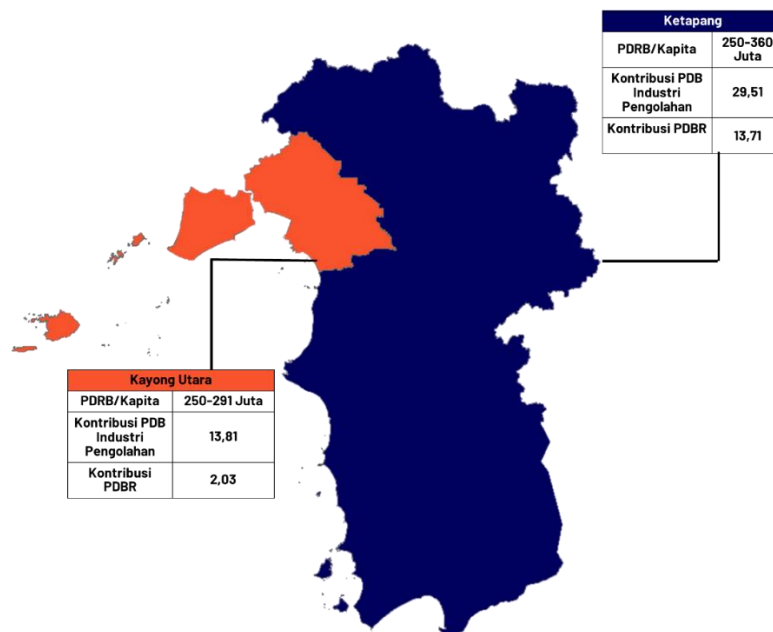 Ketapang
PDRB/Kapita
250-360
Juta
Kontribusi PDB
Industri
Pengolahan
29,51
Kontribusi PDBR
13,71
Kayong Utara
PDRB/Kapita
250-291 Juta
Kontribusi PDB
Industri
Pengolahan
13,81
Kontribusi
PDBR
2,03